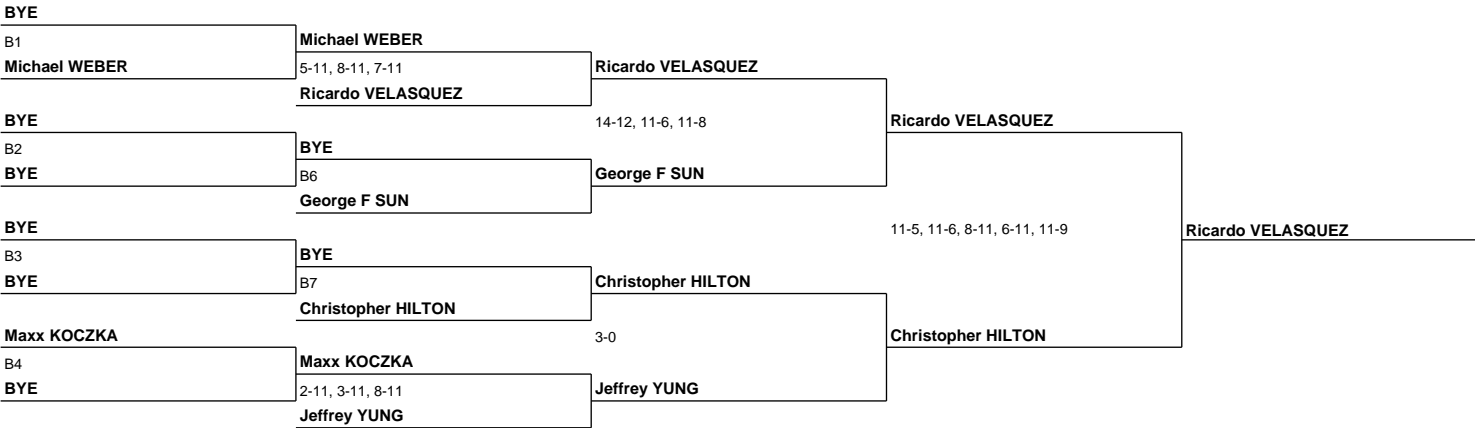 BYE
B1
Michael WEBER
Michael WEBER
5-11, 8-11, 7-11
Ricardo VELASQUEZ
Ricardo VELASQUEZ
BYE
B2
BYE
BYE
B6
George F SUN
14-12, 11-6, 11-8
George F SUN
Ricardo VELASQUEZ
BYE
B3
BYE
BYE
B7
Christopher HILTON
Christopher HILTON
Maxx KOCZKA
B4
BYE
Maxx KOCZKA
2-11, 3-11, 8-11
Jeffrey YUNG
3-0
Jeffrey YUNG
Christopher HILTON
11-5, 11-6, 8-11, 6-11, 11-9
Ricardo VELASQUEZ